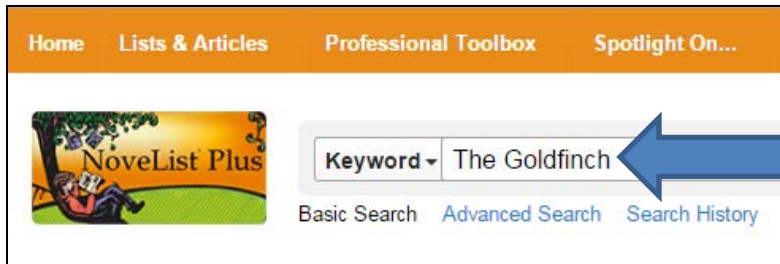 Home Lists & Articles Professional Toolbox Spotlight On...
NoveList Plus
Keyword The Goldfinch
Basic Search Advanced Search Search History